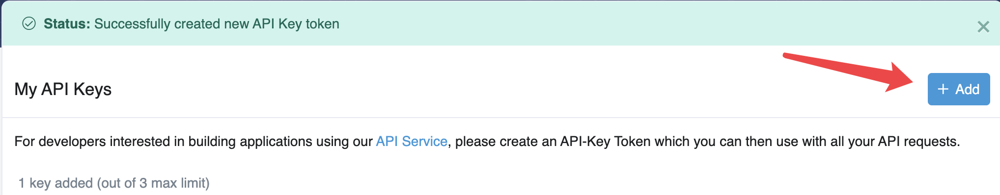 Status: Successfully created new API Key token
My API Keys
+ Add
For developers interested in building applications using our API Service, please create an API-Key Token which you can then use with all your API requests.
1 key added (out of 3 max limit)